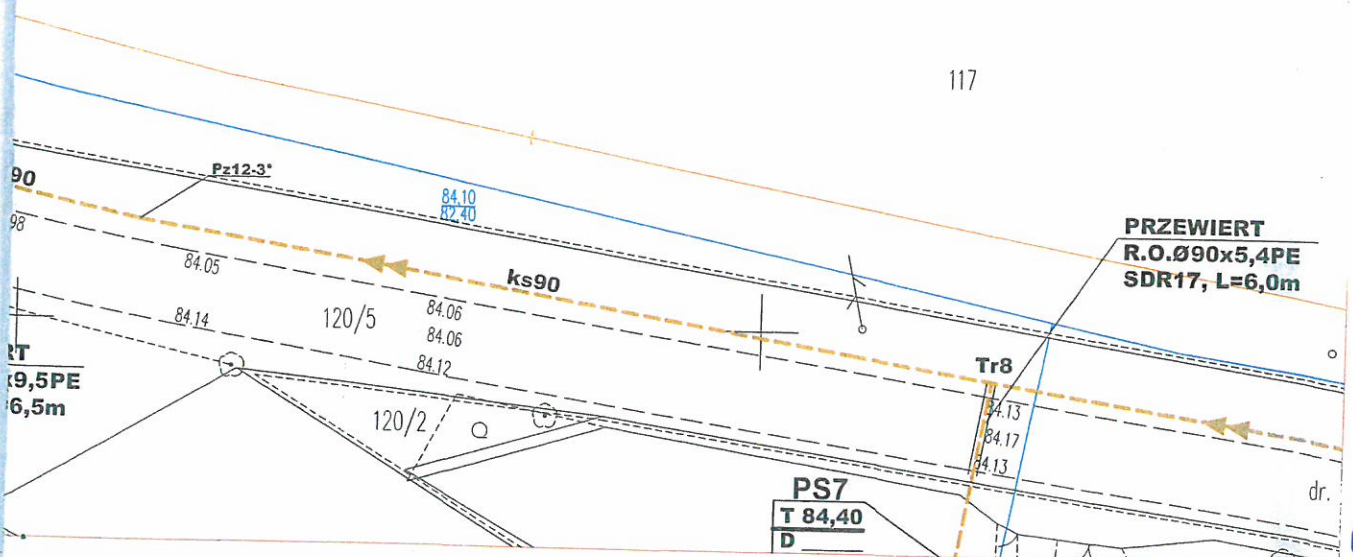 117
90
Pz12-3*
84.10
82.40
98
84.05
ks90
PRZEWIERT
R.O.Ø90x5,4PE
SDR17, L=6,0m
84.14
120/5
84.06
84.06
84.12
RT
x9,5PE
6,5m
Tr8
84.13
84.17
84.13
120/2
PS7
T 84,40
D
dr.